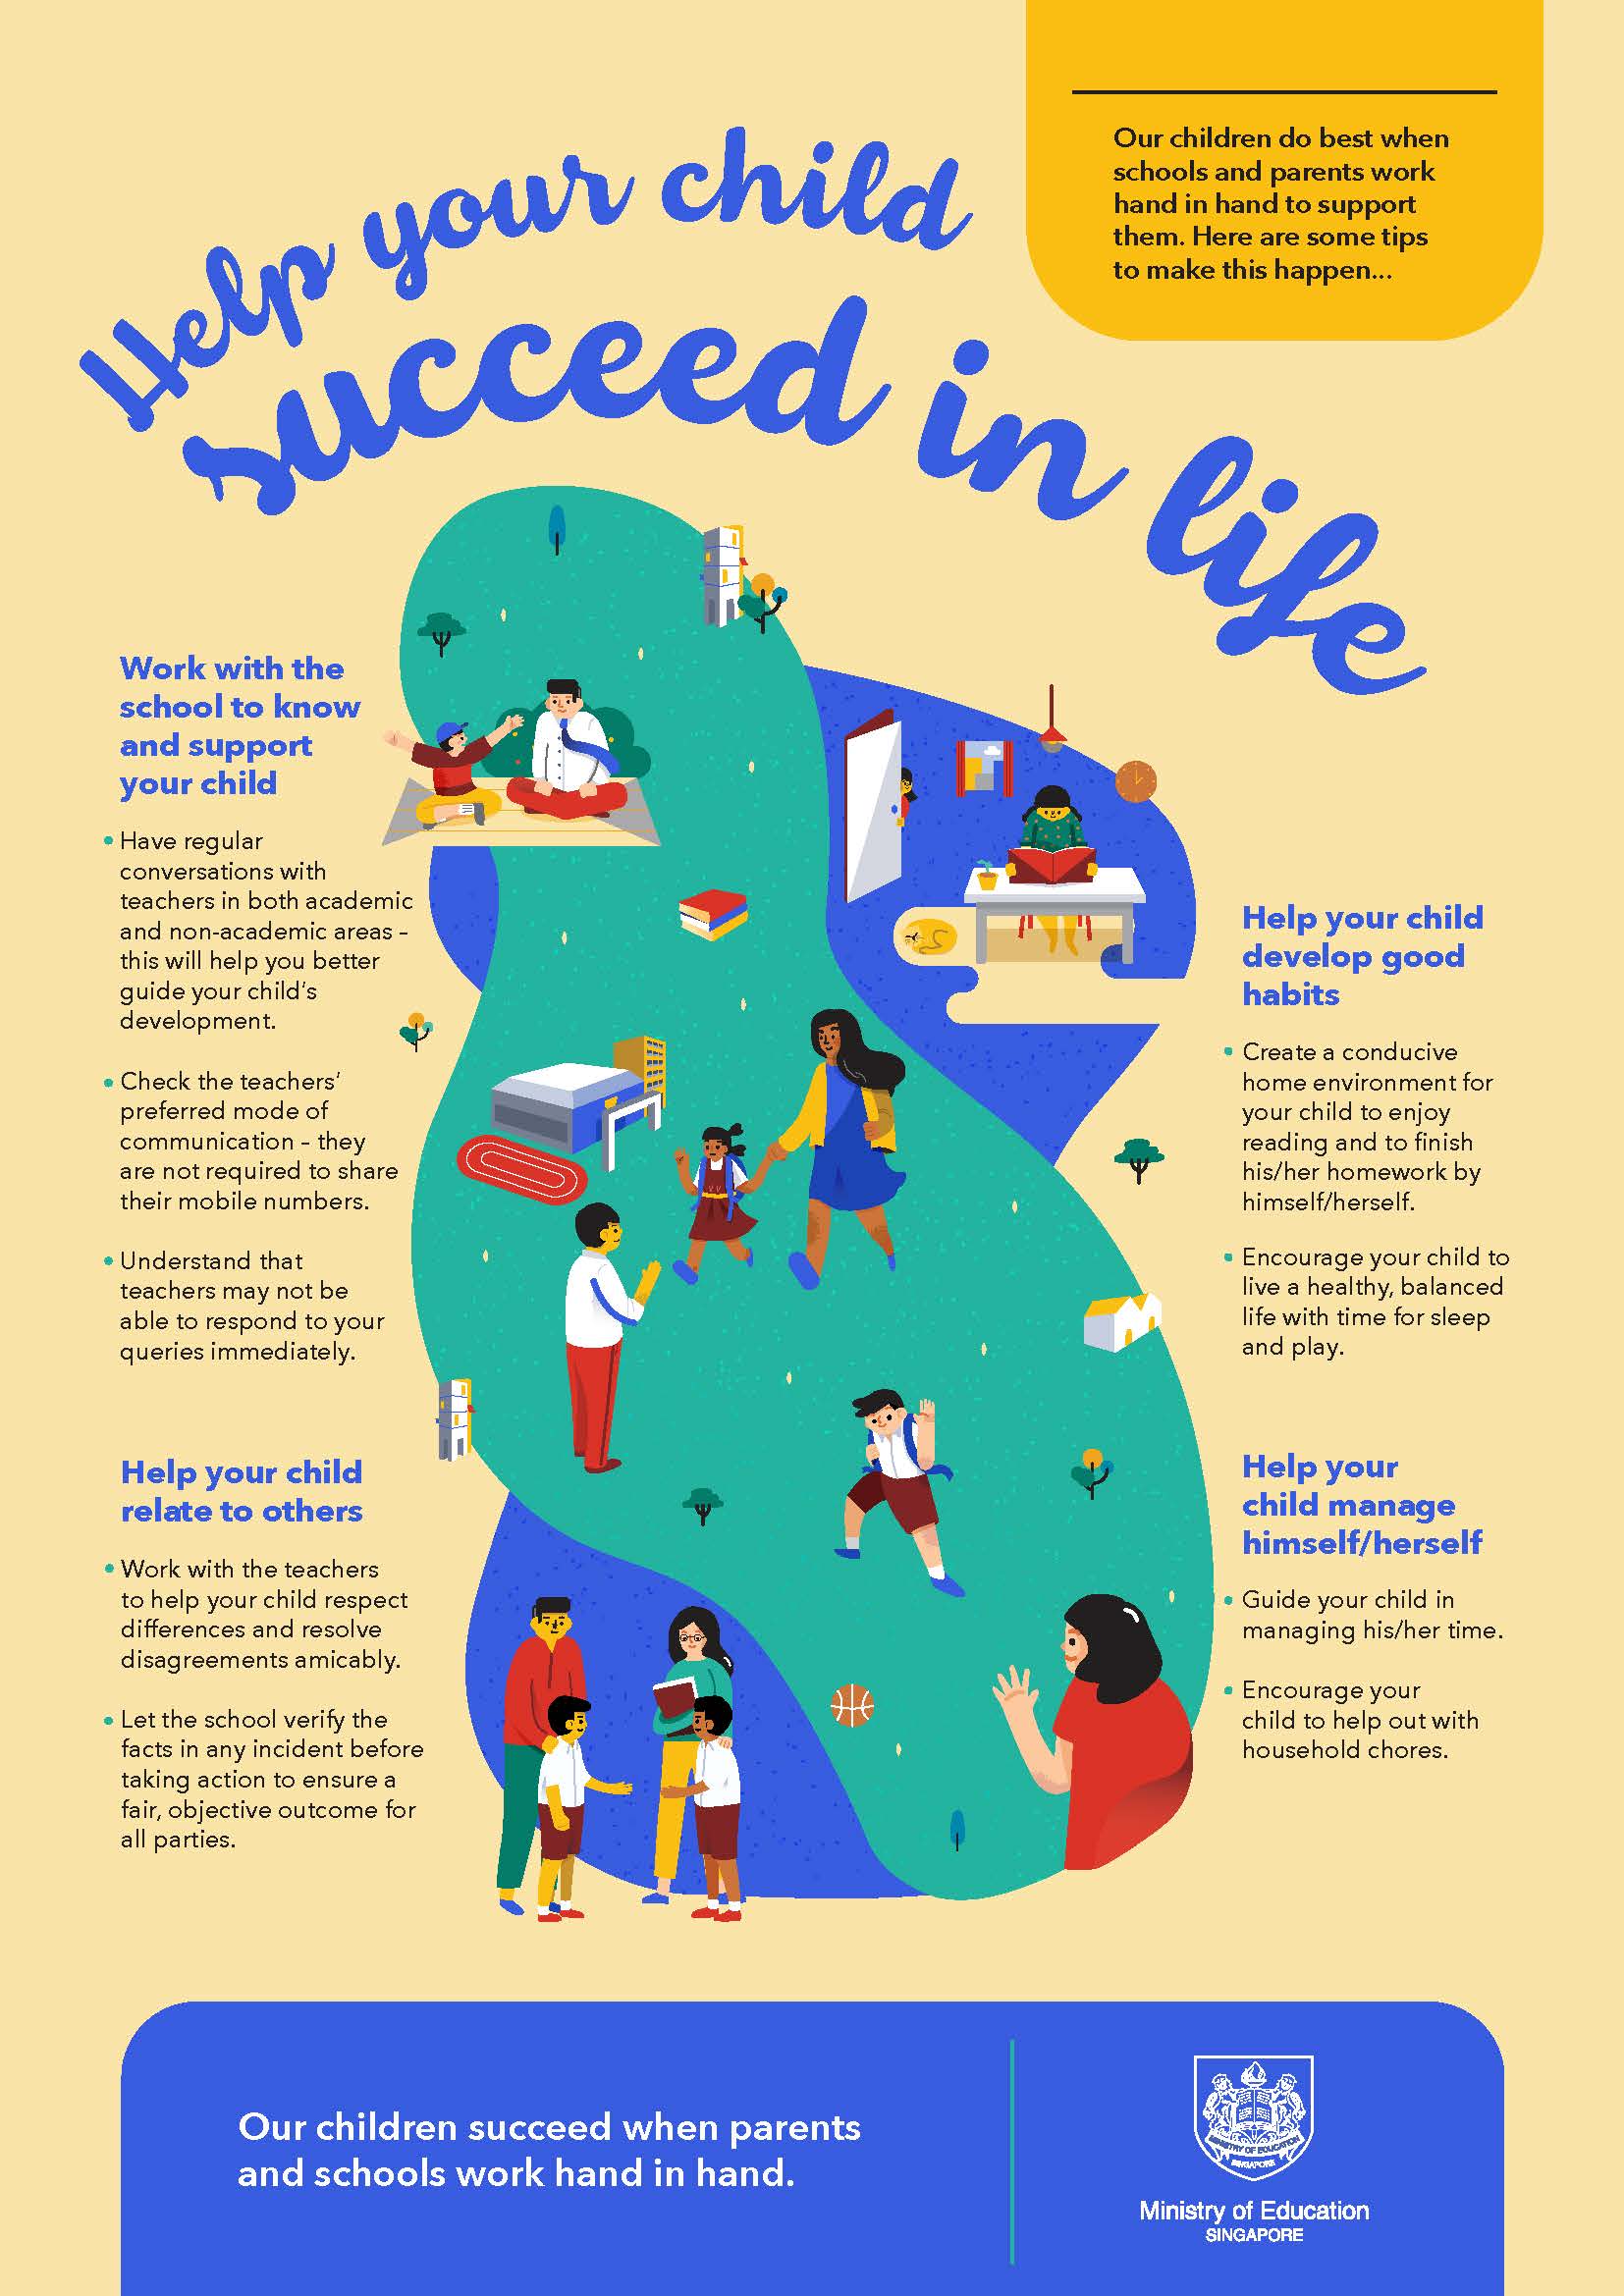 Help your child
succeed in life
Our children do best when
schools and parents work
hand in hand to support
them. Here are some tips
to make this happen...
Work with the
school to know
and support
your child
• Have regular
conversations with
teachers in both academic
and non-academic areas –
this will help you better
guide your child's
development.
• Check the teachers'
preferred mode of
communication – they
are not required to share
their mobile numbers.
• Understand that
teachers may not be
able to respond to your
queries immediately.
Help your child
relate to others
• Work with the teachers
to help your child respect
differences and resolve
disagreements amicably.
• Let the school verify the
facts in any incident before
taking action to ensure a
fair, objective outcome for
all parties.
Help your child
develop good
habits
• Create a conducive
home environment for
your child to enjoy
reading and to finish
his/her homework by
himself/herself.
• Encourage your child to
live a healthy, balanced
life with time for sleep
and play.
Help your
child manage
himself/herself
• Guide your child in
managing his/her time.
• Encourage your
child to help out with
household chores.
Our children succeed when parents
and schools work hand in hand.
MINISTRY OF EDUCATION
SINGAPORE
Ministry of Education
SINGAPORE